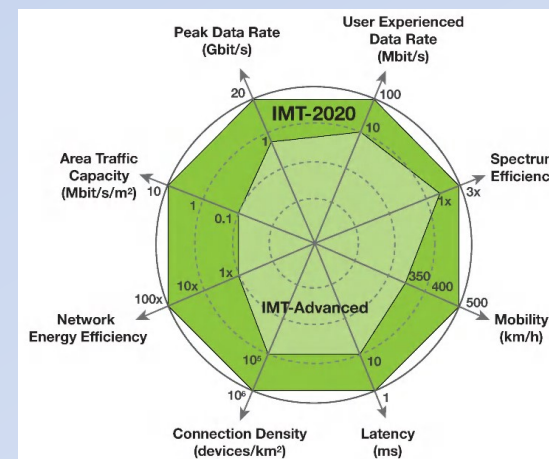 Peak Data Rate
(Gbit/s)
User Experienced
Data Rate
(Mbit/s)
20
100
IMT-2020
1
10
Area Traffic
Capacity
(Mbit/s/m²)
Spectrum
Efficienc
10
1
0.1
1x
3x
1x
10x
100x
350
400
500
Network
Energy Efficiency
IMT-Advanced
Mobility
(km/h)
10⁵
10
10⁶
1
Connection Density
(devices/km²)
Latency
(ms)